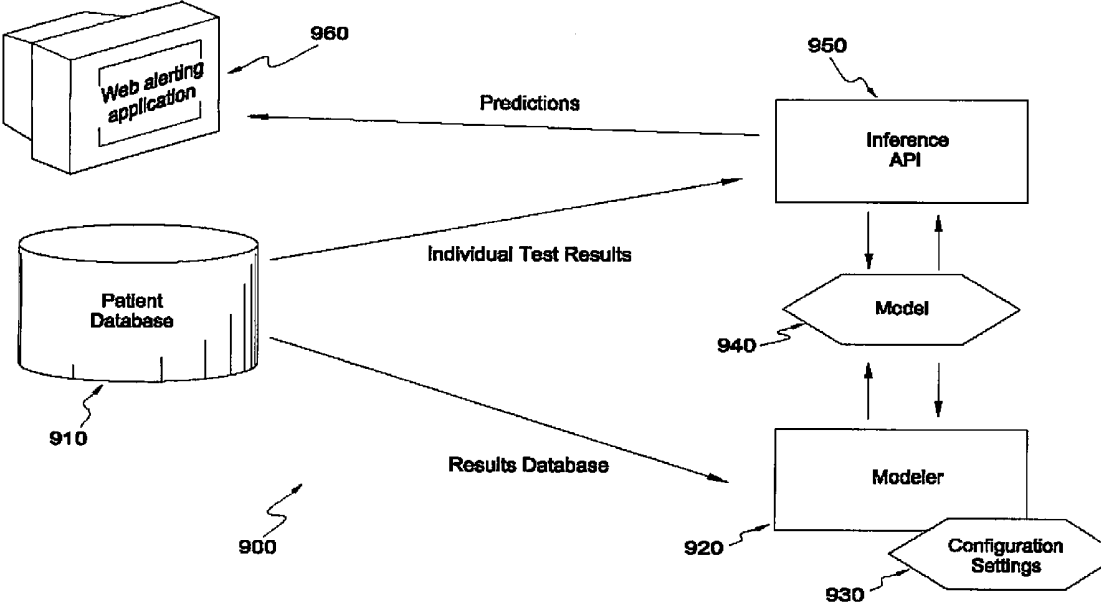 960
Web alerting
application
950
Predictions
Inference
API
Individual Test Results
Patient
Database
Model
940
910
Results Database
Modeler
900
920
Configuration
Settings
930